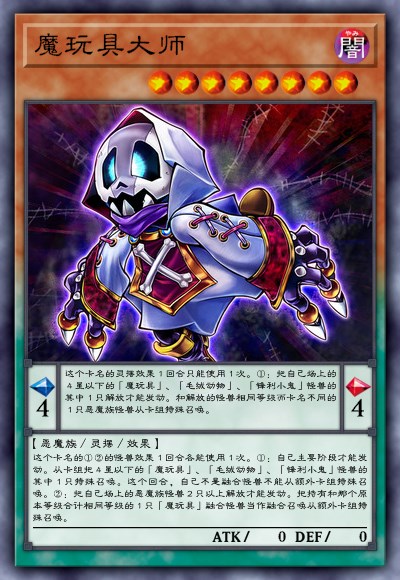 魔玩具大师
やみ
闇
这个卡名的灵摆效果1回合只能使用1次。①：把自己场上的
4星以下的「魔玩具」、「毛绒动物」、「锋利小鬼」怪兽的
其中1只解放才能发动。和解放的怪兽相同等级而卡名不同的
1只恶魔族怪兽从卡组特殊召唤。
4
4
【恶魔族／灵摆／效果】
这个卡名的①②的怪兽效果1回合各能使用1次。①：自己主要阶段才能发
动。从卡组把4星以下的「魔玩具」、「毛绒动物」、「锋利小鬼」怪兽的
其中1只特殊召唤。这个回合，自己不是融合怪兽不能从额外卡组特殊召
唤。②：把自己场上的恶魔族怪兽2只以上解放才能发动。把持有和那个原
本等级合计相同等级的1只「魔玩具」融合怪兽当作融合召唤从额外卡组特
殊召唤。
ATK/ 0 DEF/ 0